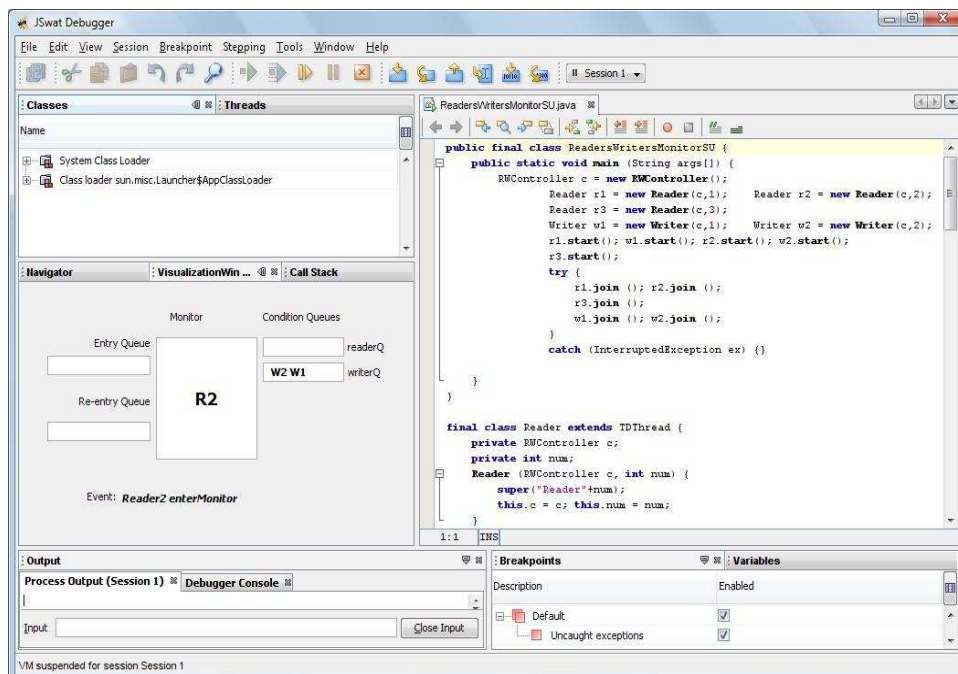 JSwat Debugger
File Edit View Session Breakpoint Stepping Tools Window Help
Session 1
Classes
Threads
Name
System Class Loader
Class loader sun.misc.Launcher$AppClassLoader
Navigator
VisualizationWin ...
Call Stack
Monitor
Condition Queues
Entry Queue
readerQ
W2 W1
writerQ
Re-entry Queue
R2
Event: Reader2 enterMonitor
ReadersWritersMonitorSU.java
public final class ReadersWritersMonitorSU {
public static void main (String args[]) {
RWController c = new RWController();
Reader r1 = new Reader(c,1); Reader r2 = new Reader(c,2);
Reader r3 = new Reader(c,3);
Writer w1 = new Writer(c,1); Writer w2 = new Writer(c,2);
r1.start(); w1.start(); r2.start(); w2.start();
r3.start();
try {
r1.join (); r2.join ();
r3.join ();
w1.join (); w2.join ();
}
catch (InterruptedException ex) {}
}
}
final class Reader extends TDThread {
private RWController c;
private int num;
Reader (RWController c, int num) {
super("Reader"+num);
this.c = c; this.num = num;
}
1:1 INS
Output
Process Output (Session 1)
Debugger Console
Input
Close Input
Breakpoints
Variables
Description
Enabled
Default
Uncaught exceptions
VM suspended for session Session 1